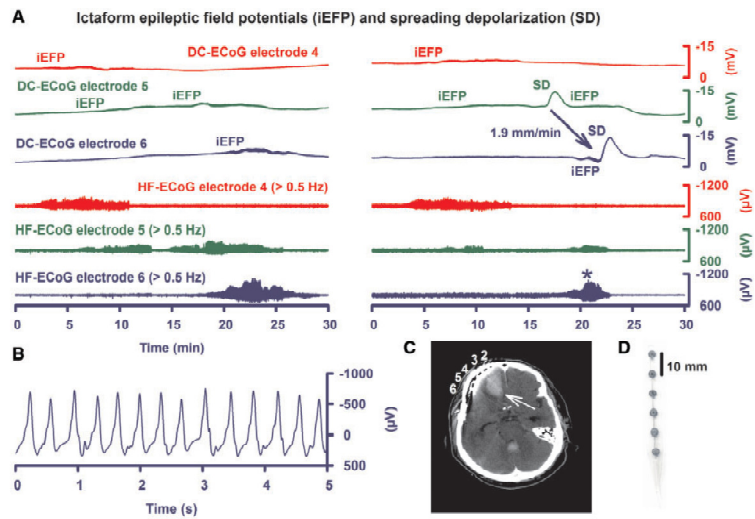 A Ictaform epileptic field potentials (iEFP) and spreading depolarization (SD)
iEFP DC-ECoG electrode 4 iEFP -15
0 (mV)
DC-ECoG electrode 5 SD -15
iEFP iEFP iEFP iEFP
0 (mV)
1.9 mm/min SD -15
DC-ECoG electrode 6 iEFP
iEFP 0 (mV)
HF-ECoG electrode 4 (> 0.5 Hz) -1200
600 (µV)
HF-ECoG electrode 5 (> 0.5 Hz) -1200
600 (µV)
HF-ECoG electrode 6 (> 0.5 Hz) * -1200
600 (µV)
0 5 10 15 20 25 30 0 5 10 15 20 25 30
Time (min)
B -1000
-500
0
500
(µV)
0 1 2 3 4 5
Time (s)
C
6 5 4 3 2
D
10 mm